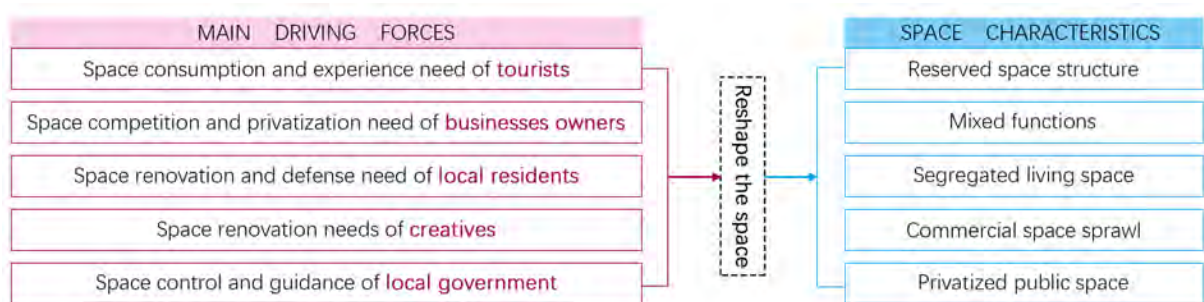 MAIN DRIVING FORCES
Space consumption and experience need of tourists
Space competition and privatization need of businesses owners
Space renovation and defense need of local residents
Space renovation needs of creatives
Space control and guidance of local government
Reshape the space
SPACE CHARACTERISTICS
Reserved space structure
Mixed functions
Segregated living space
Commercial space sprawl
Privatized public space